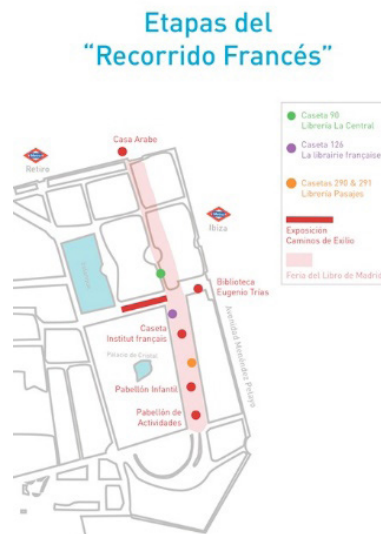 Etapas del
“Recorrido Francés”
Caseta 90
Librería La Central
Caseta 126
La librairie française
Casetas 290 & 291
Librería Pasajes
Exposición
Caminos de Exilio
Feria del Libro de Madrid
Casa Arabe
Retiro
Ibiza
Biblioteca
Eugenio Trías
Avenidad Menéndez Pelayo
Caseta
Institut français
Palacio de Cristal
Pabellón Infantil
Pabellón de
Actividades